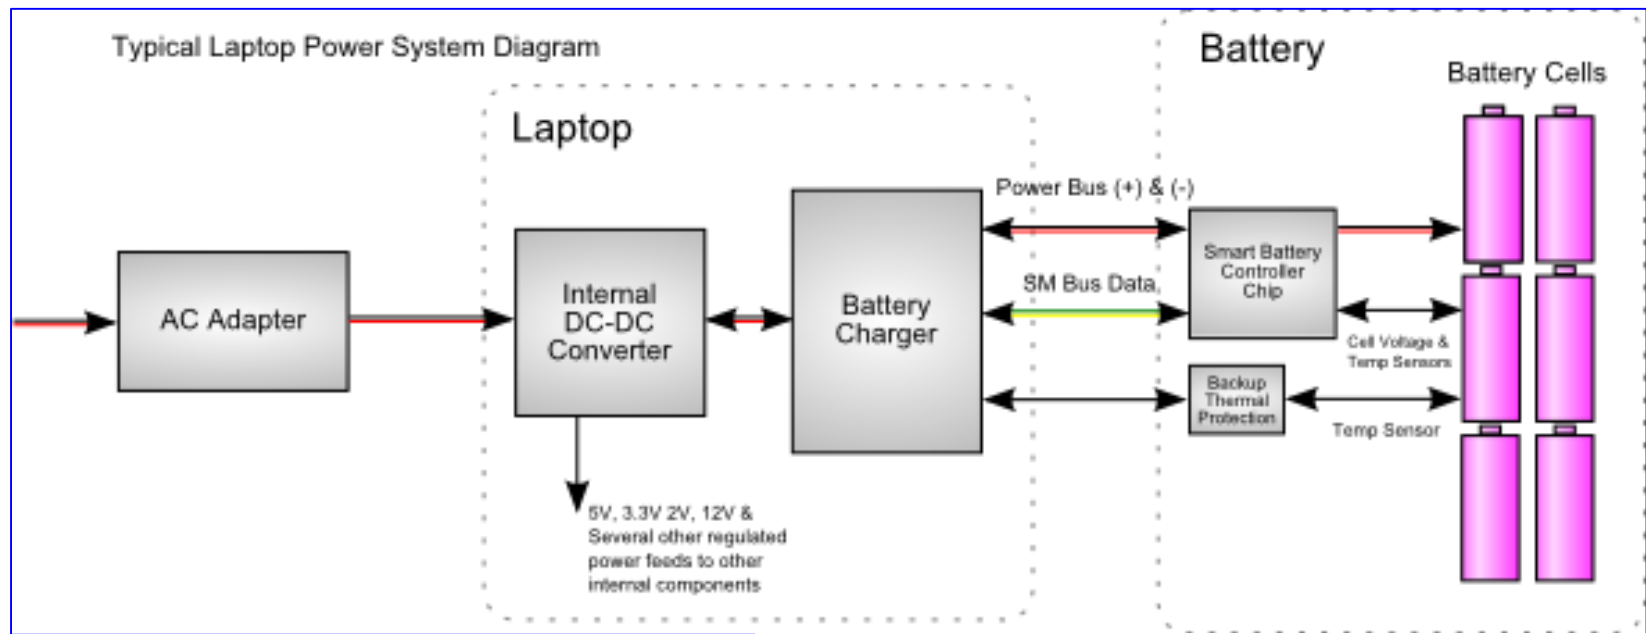 Typical Laptop Power System Diagram
Battery
Battery Cells
Laptop
Power Bus (+) & (-)
AC Adapter
Internal
DC-DC
Converter
Battery
Charger
SM Bus Data
Smart Battery
Controller
Chip
Cell Voltage &
Temp Sensors
Backup
Thermal
Protection
Temp Sensor
5V, 3.3V 2V, 12V &
Several other regulated
power feeds to other
internal components